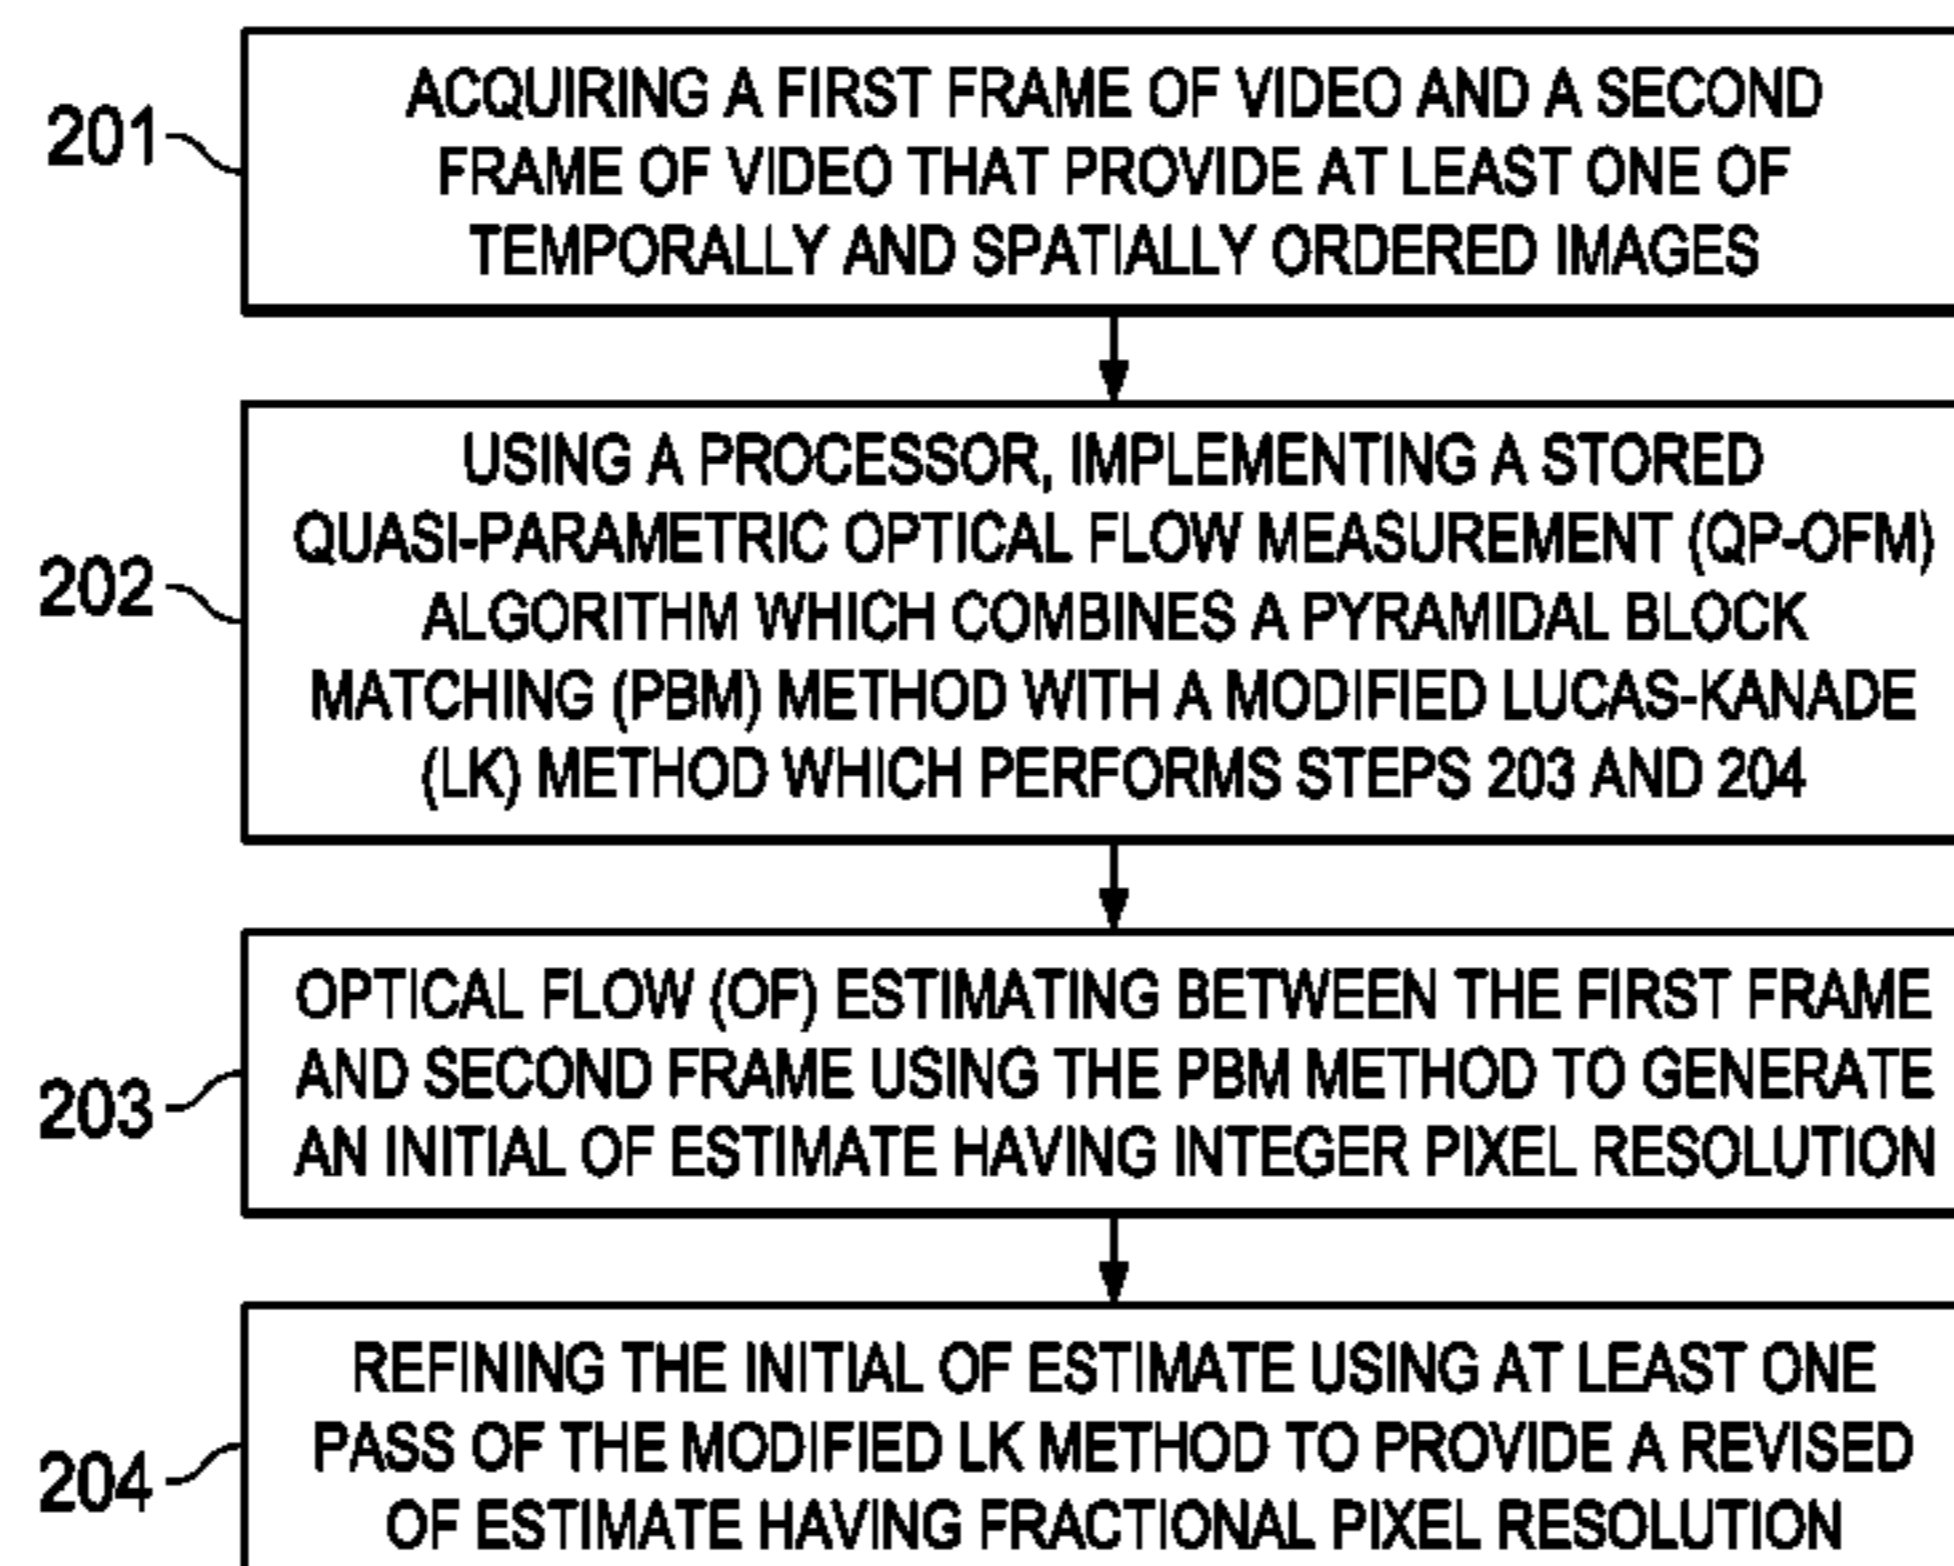 201
ACQUIRING A FIRST FRAME OF VIDEO AND A SECOND
FRAME OF VIDEO THAT PROVIDE AT LEAST ONE OF
TEMPORALLY AND SPATIALLY ORDERED IMAGES
202
USING A PROCESSOR, IMPLEMENTING A STORED
QUASI-PARAMETRIC OPTICAL FLOW MEASUREMENT (QP-OFM)
ALGORITHM WHICH COMBINES A PYRAMIDAL BLOCK
MATCHING (PBM) METHOD WITH A MODIFIED LUCAS-KANADE
(LK) METHOD WHICH PERFORMS STEPS 203 AND 204
203
OPTICAL FLOW (OF) ESTIMATING BETWEEN THE FIRST FRAME
AND SECOND FRAME USING THE PBM METHOD TO GENERATE
AN INITIAL OF ESTIMATE HAVING INTEGER PIXEL RESOLUTION
204
REFINING THE INITIAL OF ESTIMATE USING AT LEAST ONE
PASS OF THE MODIFIED LK METHOD TO PROVIDE A REVISED
OF ESTIMATE HAVING FRACTIONAL PIXEL RESOLUTION